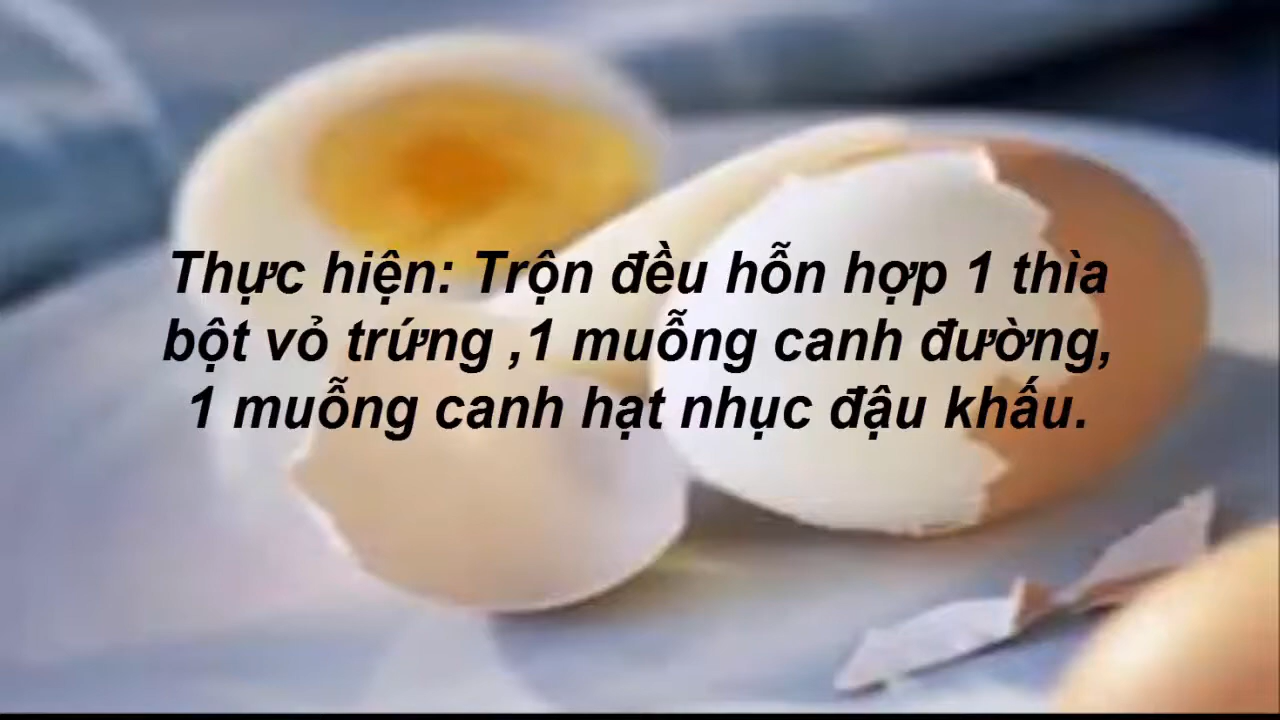 Thực hiện: Trộn đều hỗn hợp 1 thìa
bột vỏ trứng ,1 muỗng canh đường,
1 muỗng canh hạt nhục đậu khấu.